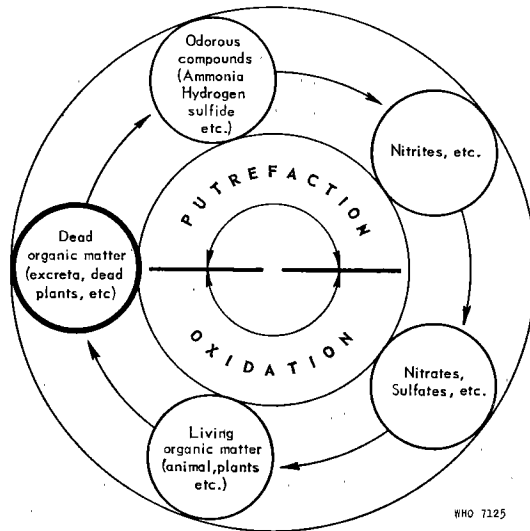 Odorous
compounds
(Ammonia
Hydrogen
sulfide
etc.)
Nitrites, etc.
PUTREFACTION
Dead
organic matter
(excreta, dead
plants, etc)
OXIDATION
Nitrates,
Sulfates, etc.
Living
organic matter
(animal,plants
etc.)
WHO 7125